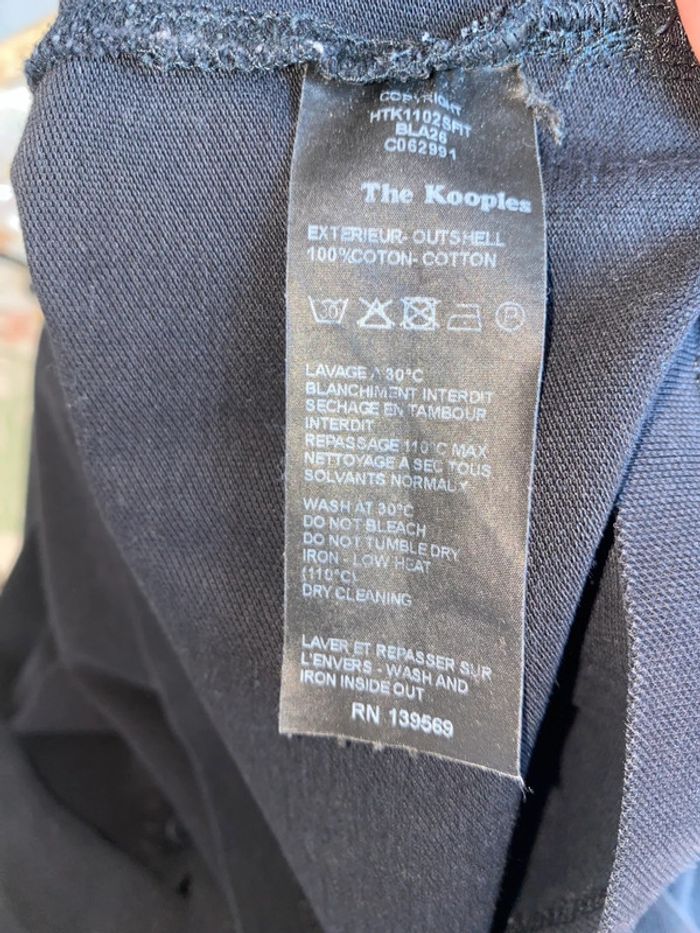 COPYRIGHT
HTK1102SFIT
BLA26
C062991
The Kooples
EXTERIEUR- OUTSHELL
100%COTON- COTTON
30
P
LAVAGE A 30°C
BLANCHIMENT INTERDIT
SECHAGE EN TAMBOUR
INTERDIT
REPASSAGE 110°C MAX
NETTOYAGE A SEC TOUS
SOLVANTS NORMAUX
WASH AT 30°C
DO NOT BLEACH
DO NOT TUMBLE DRY
IRON - LOW HEAT
(110°C)
DRY CLEANING
LAVER ET REPASSER SUR
L'ENVERS - WASH AND
IRON INSIDE OUT
RN 139569